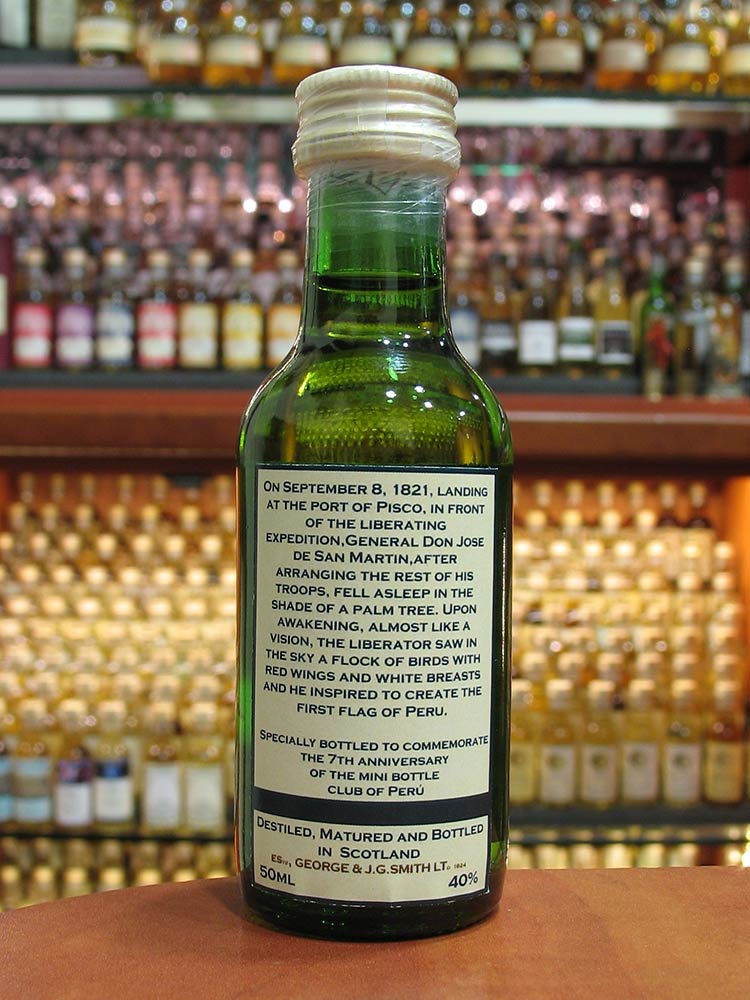 ON SEPTEMBER 8, 1821, LANDING
AT THE PORT OF PISCO, IN FRONT
OF THE LIBERATING
EXPEDITION,GENERAL DON JOSE
DE SAN MARTIN,AFTER
ARRANGING THE REST OF HIS
TROOPS, FELL ASLEEP IN THE
SHADE OF A PALM TREE. UPON
AWAKENING, ALMOST LIKE A
VISION, THE LIBERATOR SAW IN
THE SKY A FLOCK OF BIRDS WITH
RED WINGS AND WHITE BREASTS
AND HE INSPIRED TO CREATE THE
FIRST FLAG OF PERU.
SPECIALLY BOTTLED TO COMMEMORATE
THE 7TH ANNIVERSARY
OF THE MINI BOTTLE
CLUB OF PERÚ
DESTILED, MATURED AND BOTTLED
IN SCOTLAND
GEORGE & J.G.SMITH LTD 1824
50ML 40%